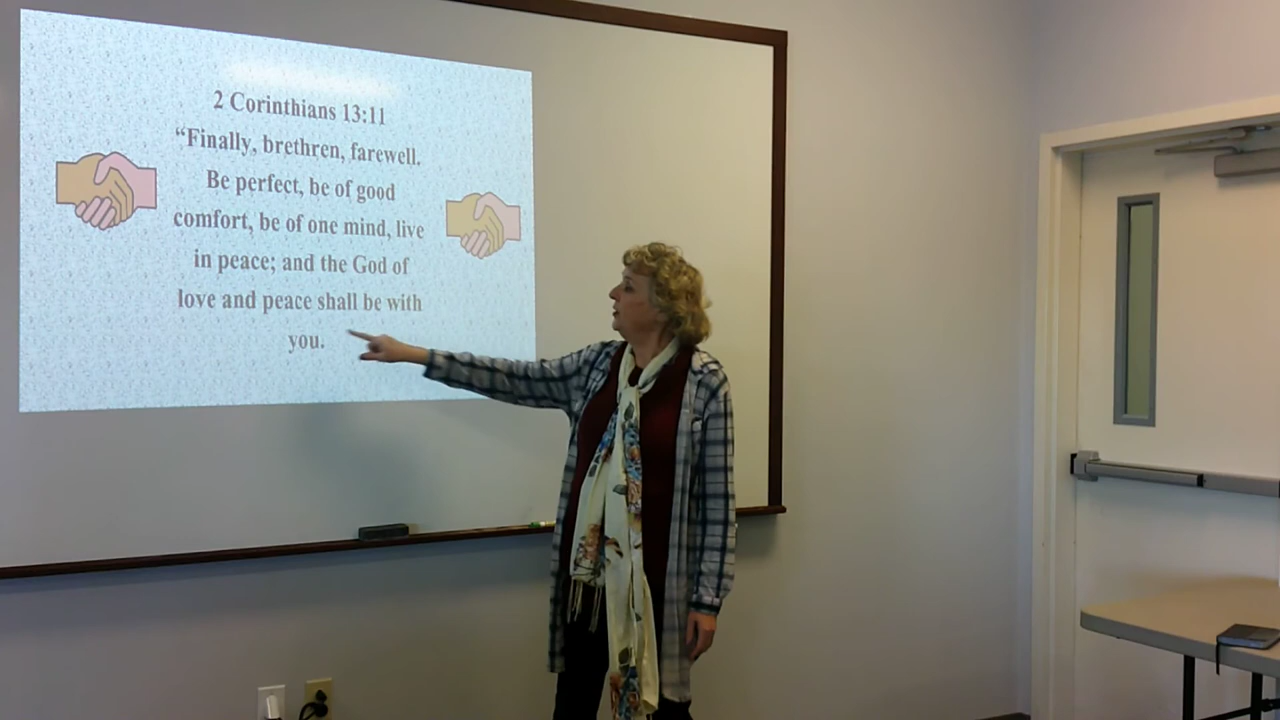 2 Corinthians 13:11
“Finally, brethren, farewell.
Be perfect, be of good
comfort, be of one mind, live
in peace; and the God of
love and peace shall be with
you.